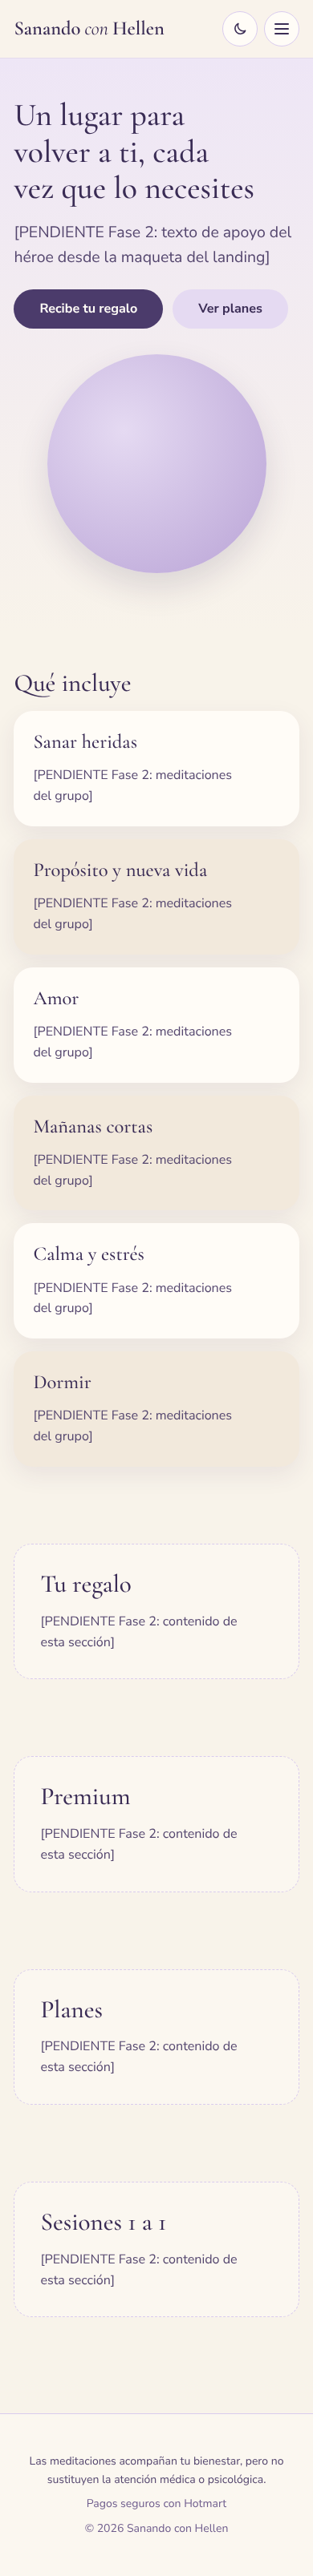 Sanando con Hellen
Un lugar para
volver a ti, cada
vez que lo necesites
[PENDIENTE Fase 2: texto de apoyo del
héroe desde la maqueta del landing]
Recibe tu regalo
Ver planes
Qué incluye
Sanar heridas
[PENDIENTE Fase 2: meditaciones
del grupo]
Propósito y nueva vida
[PENDIENTE Fase 2: meditaciones
del grupo]
Amor
[PENDIENTE Fase 2: meditaciones
del grupo]
Mañanas cortas
[PENDIENTE Fase 2: meditaciones
del grupo]
Calma y estrés
[PENDIENTE Fase 2: meditaciones
del grupo]
Dormir
[PENDIENTE Fase 2: meditaciones
del grupo]
Tu regalo
[PENDIENTE Fase 2: contenido de
esta sección]
Premium
[PENDIENTE Fase 2: contenido de
esta sección]
Planes
[PENDIENTE Fase 2: contenido de
esta sección]
Sesiones 1 a 1
[PENDIENTE Fase 2: contenido de
esta sección]
Las meditaciones acompañan tu bienestar, pero no
sustituyen la atención médica o psicológica.
Pagos seguros con Hotmart
© 2026 Sanando con Hellen